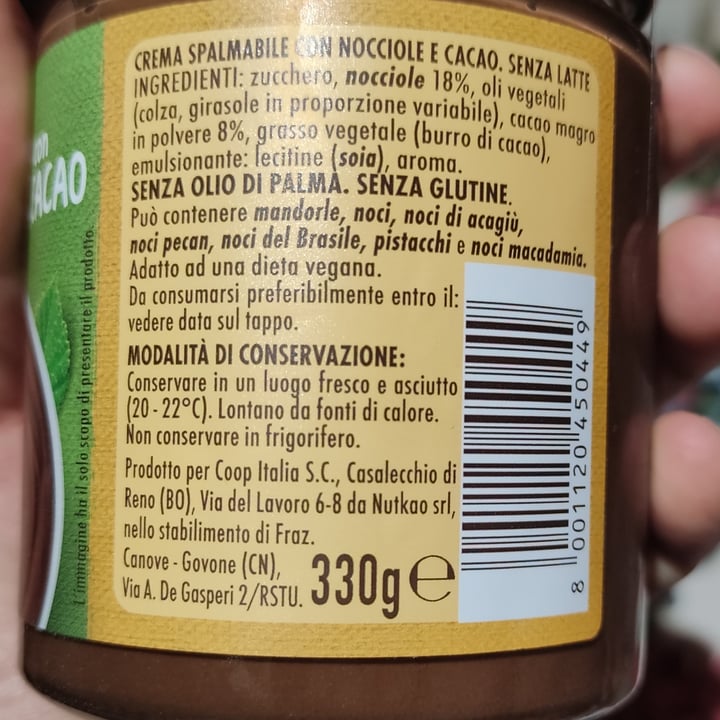 CREMA SPALMABILE CON NOCCIOLE E CACAO. SENZA LATTE
INGREDIENTI: zucchero, nocciole 18%, oli vegetali
(colza, girasole in proporzione variabile), cacao magro
in polvere 8%, grasso vegetale (burro di cacao),
emulsionante: lecitine (soia), aroma.
SENZA OLIO DI PALMA. SENZA GLUTINE.
Può contenere mandorle, noci, noci di acagiù,
noci pecan, noci del Brasile, pistacchi e noci macadamia.
Adatto ad una dieta vegana.
Da consumarsi preferibilmente entro il:
vedere data sul tappo.
MODALITÀ DI CONSERVAZIONE:
Conservare in un luogo fresco e asciutto
(20 - 22°C). Lontano da fonti di calore.
Non conservare in frigorifero.
Prodotto per Coop Italia S.C., Casalecchio di
Reno (BO), Via del Lavoro 6-8 da Nutkao srl,
nello stabilimento di Fraz.
Canove - Govone (CN),
Via A. De Gasperi 2/RSTU.
330g ℮
8 001120 450449
L'immagine ha il solo scopo di presentare il prodotto.
con
CACAO